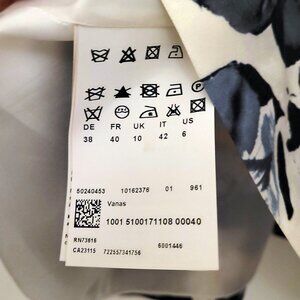 DE FR UK IT US
38 40 10 42 6
50240453 10162376 01 961
Vanas
1001 5100171108 00040
RN73616
CA23115 722557341756 6001446